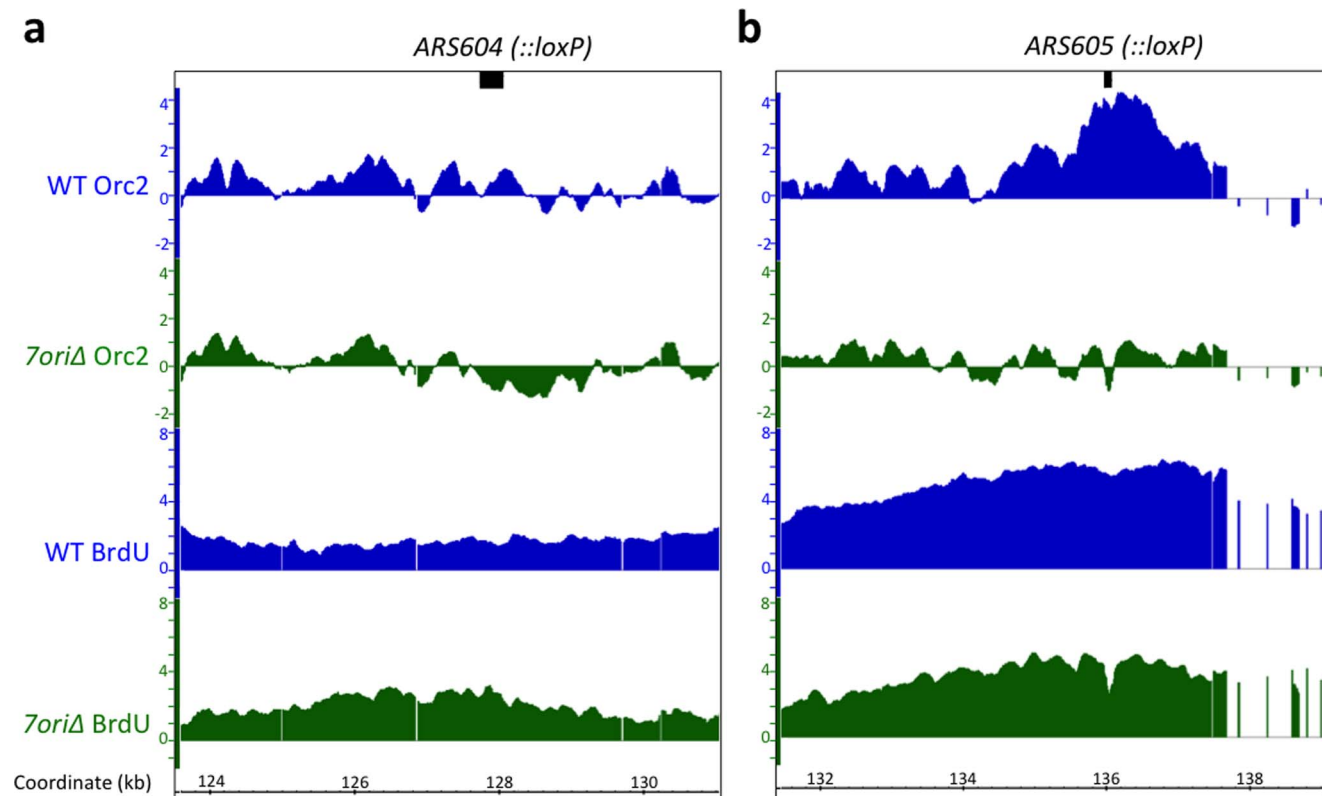 a
ARS604 (::loxP)
b
ARS605 (::loxP)
WT Orc2
4
2
0
-2
4
2
0
-2
7oriΔ Orc2
4
2
0
-2
4
2
0
-2
WT BrdU
8
4
0
8
4
0
7oriΔ BrdU
8
4
0
8
4
0
Coordinate (kb)
124 126 128 130
132 134 136 138